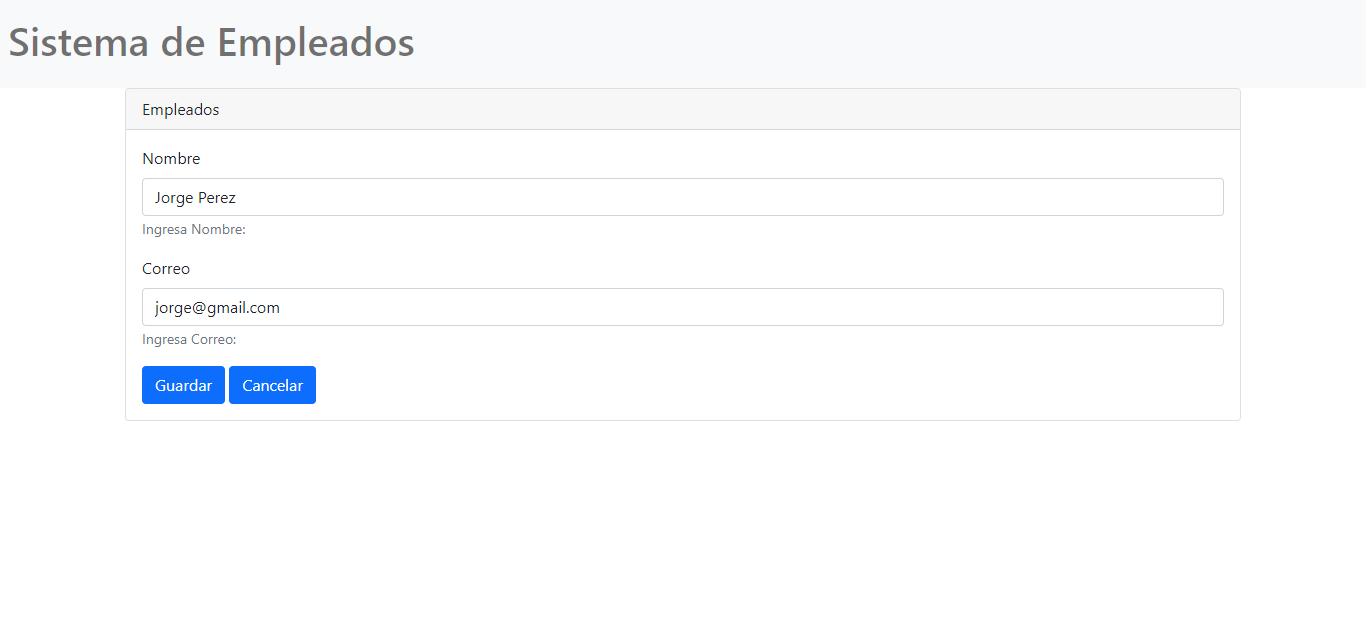 Sistema de Empleados
Empleados
Nombre
Jorge Perez
Ingresa Nombre:
Correo
jorge@gmail.com
Ingresa Correo:
Guardar Cancelar